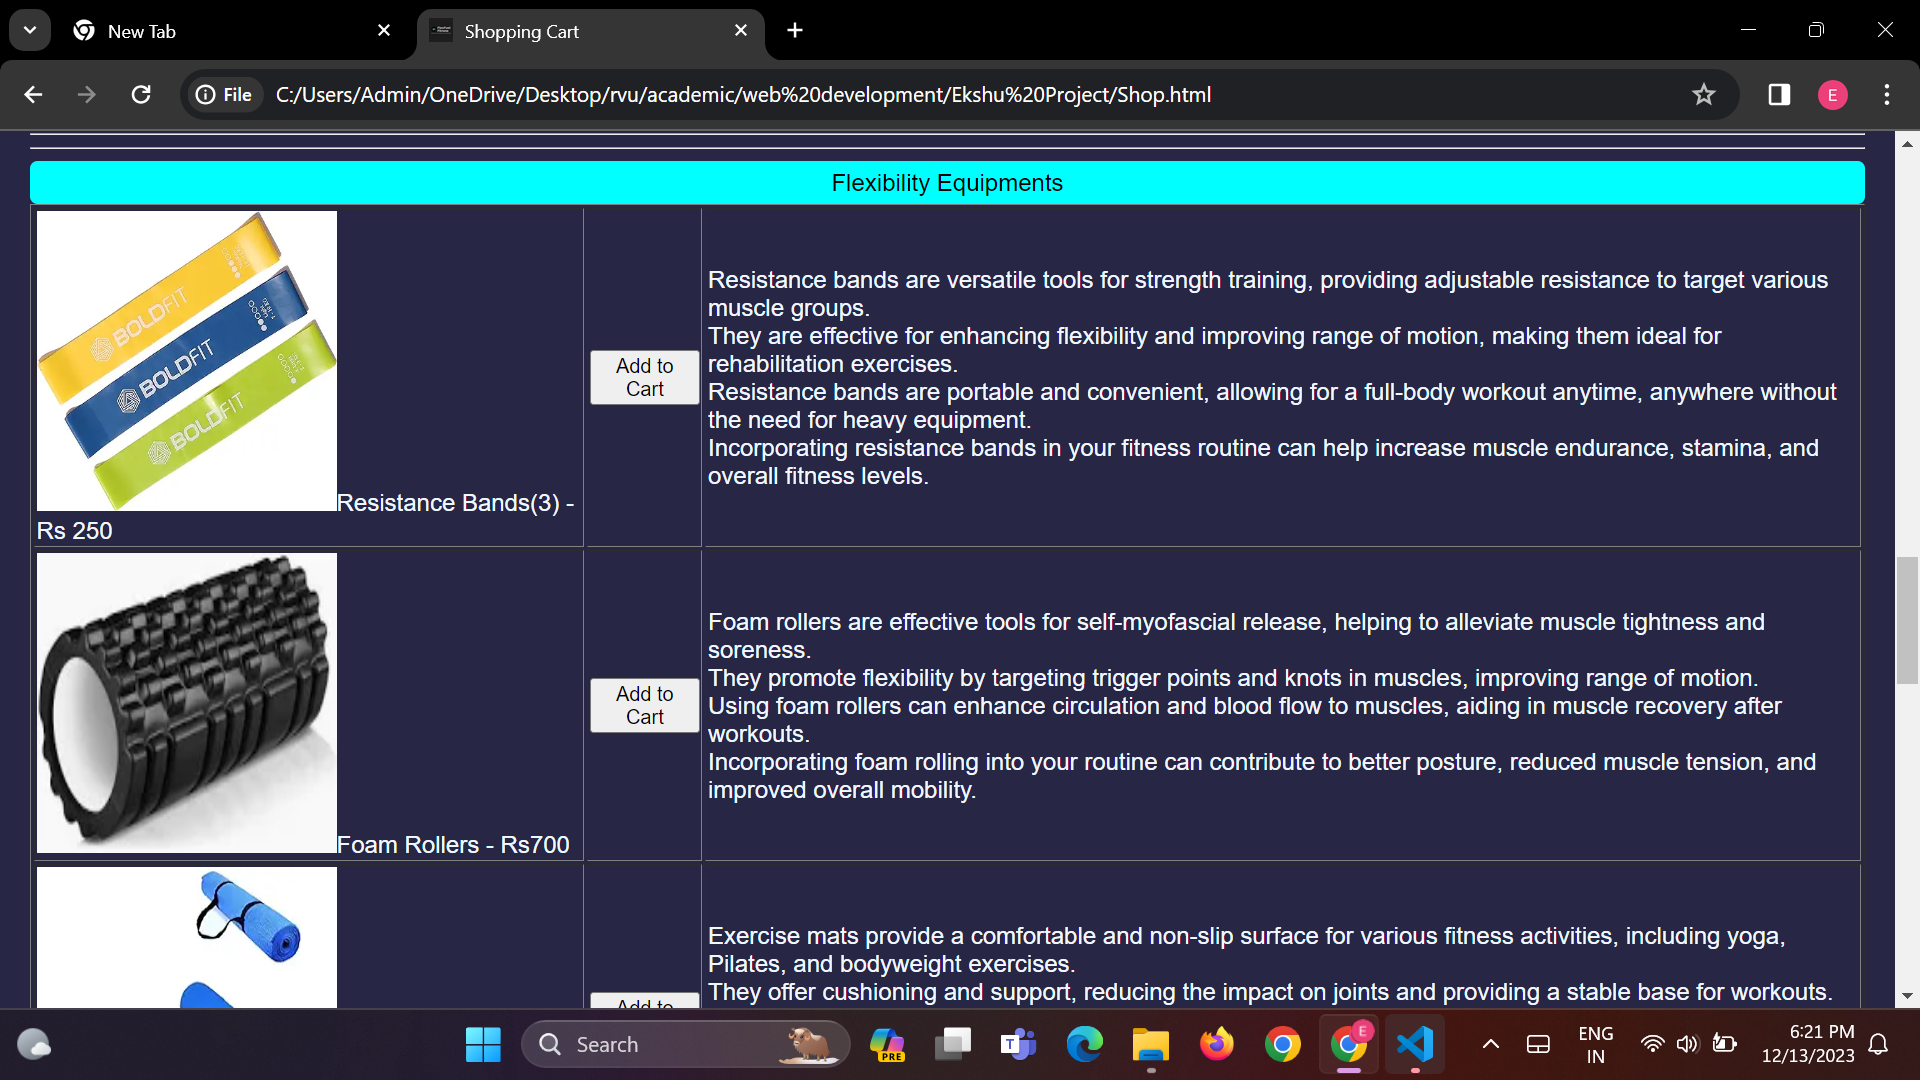 New Tab
Shopping Cart
File
C:/Users/Admin/OneDrive/Desktop/rvu/academic/web%20development/Ekshu%20Project/Shop.html
E
Flexibility Equipments
BOLDFIT
BOLDFIT
BOLDFIT
Resistance Bands(3) -
Rs 250
Add to
Cart
Resistance bands are versatile tools for strength training, providing adjustable resistance to target various
muscle groups.
They are effective for enhancing flexibility and improving range of motion, making them ideal for
rehabilitation exercises.
Resistance bands are portable and convenient, allowing for a full-body workout anytime, anywhere without
the need for heavy equipment.
Incorporating resistance bands in your fitness routine can help increase muscle endurance, stamina, and
overall fitness levels.
Foam Rollers - Rs700
Add to
Cart
Foam rollers are effective tools for self-myofascial release, helping to alleviate muscle tightness and
soreness.
They promote flexibility by targeting trigger points and knots in muscles, improving range of motion.
Using foam rollers can enhance circulation and blood flow to muscles, aiding in muscle recovery after
workouts.
Incorporating foam rolling into your routine can contribute to better posture, reduced muscle tension, and
improved overall mobility.
Add to
Exercise mats provide a comfortable and non-slip surface for various fitness activities, including yoga,
Pilates, and bodyweight exercises.
They offer cushioning and support, reducing the impact on joints and providing a stable base for workouts.
Search
PRE
T
E
ENG
IN
6:21 PM
12/13/2023